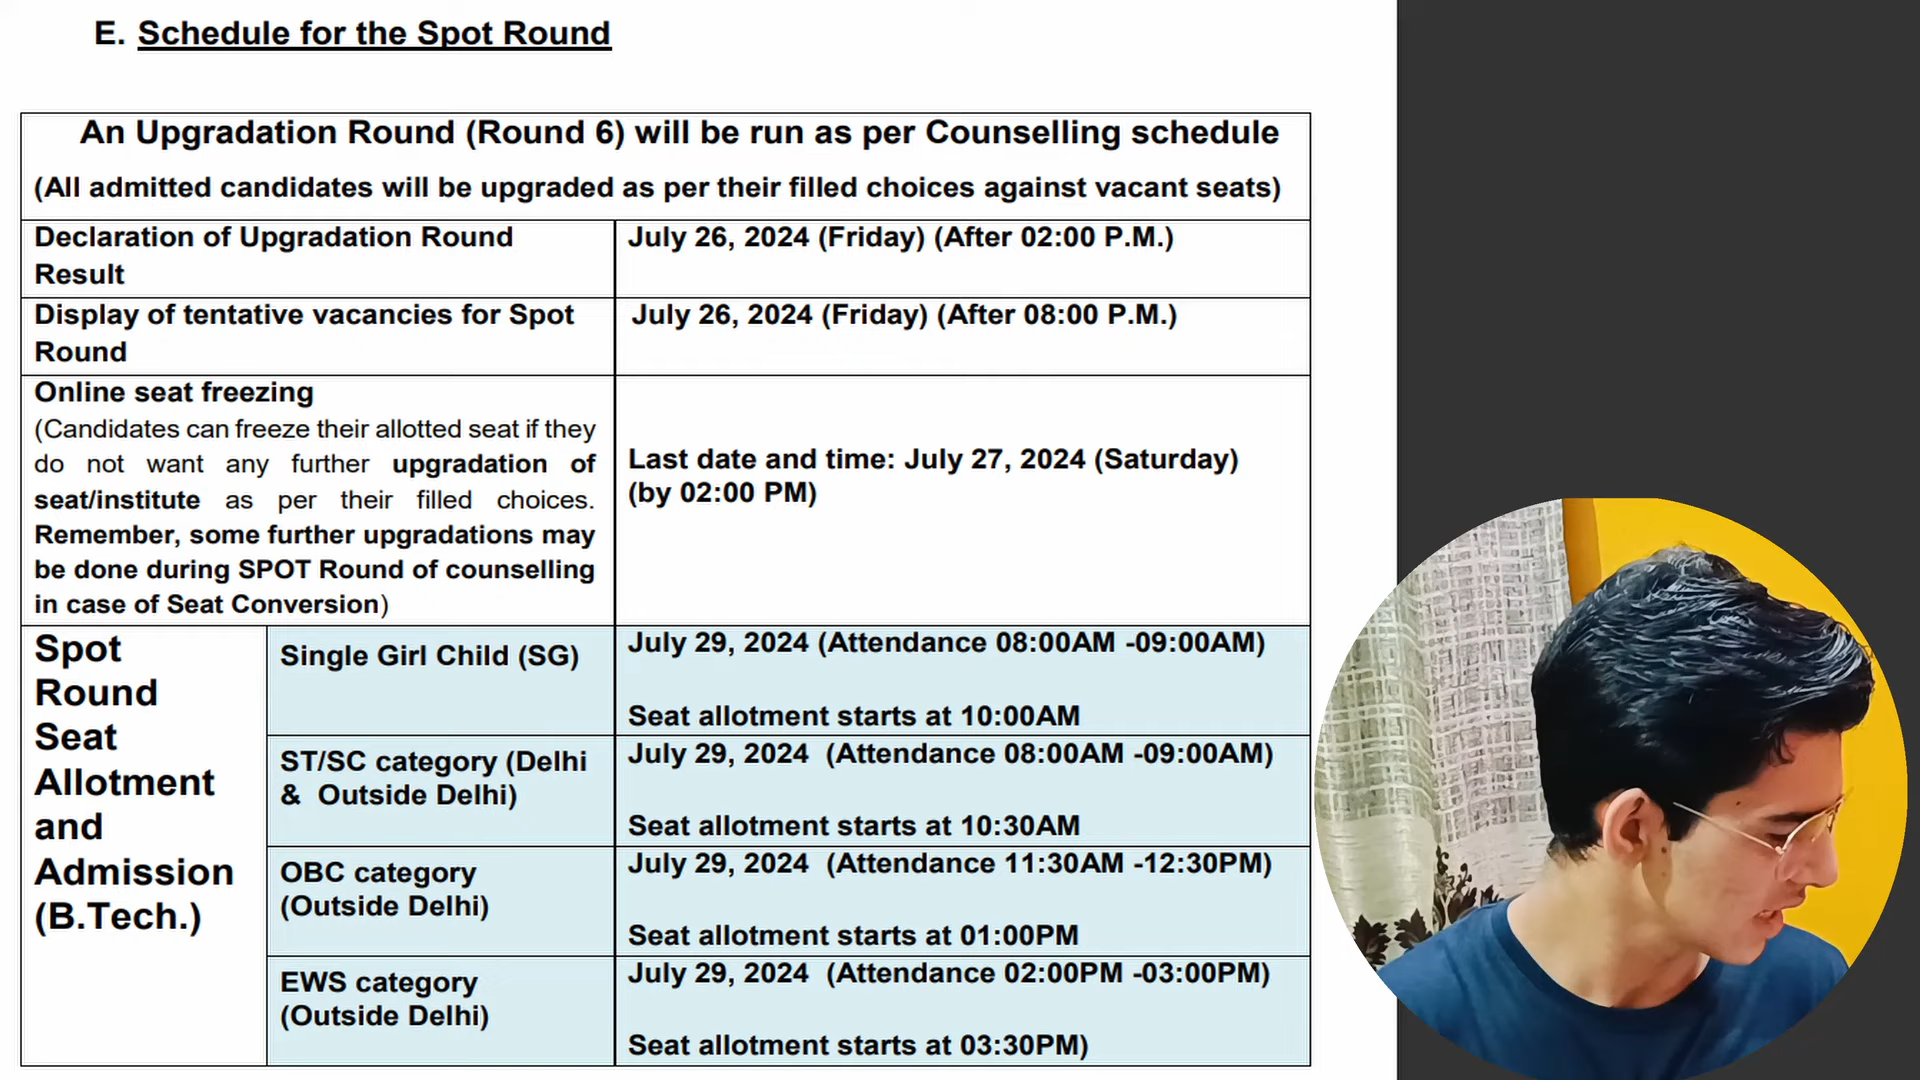 E. Schedule for the Spot Round
An Upgradation Round (Round 6) will be run as per Counselling schedule
(All admitted candidates will be upgraded as per their filled choices against vacant seats)
Declaration of Upgradation Round
Result
July 26, 2024 (Friday) (After 02:00 P.M.)
Display of tentative vacancies for Spot
Round
July 26, 2024 (Friday) (After 08:00 P.M.)
Online seat freezing
(Candidates can freeze their allotted seat if they
do not want any further upgradation of
seat/institute as per their filled choices.
Remember, some further upgradations may
be done during SPOT Round of counselling
in case of Seat Conversion)
Last date and time: July 27, 2024 (Saturday)
(by 02:00 PM)
Spot
Round
Seat
Allotment
and
Admission
(B.Tech.)
Single Girl Child (SG)
July 29, 2024 (Attendance 08:00AM -09:00AM)
Seat allotment starts at 10:00AM
ST/SC category (Delhi
& Outside Delhi)
July 29, 2024 (Attendance 08:00AM -09:00AM)
Seat allotment starts at 10:30AM
OBC category
(Outside Delhi)
July 29, 2024 (Attendance 11:30AM -12:30PM)
Seat allotment starts at 01:00PM
EWS category
(Outside Delhi)
July 29, 2024 (Attendance 02:00PM -03:00PM)
Seat allotment starts at 03:30PM)